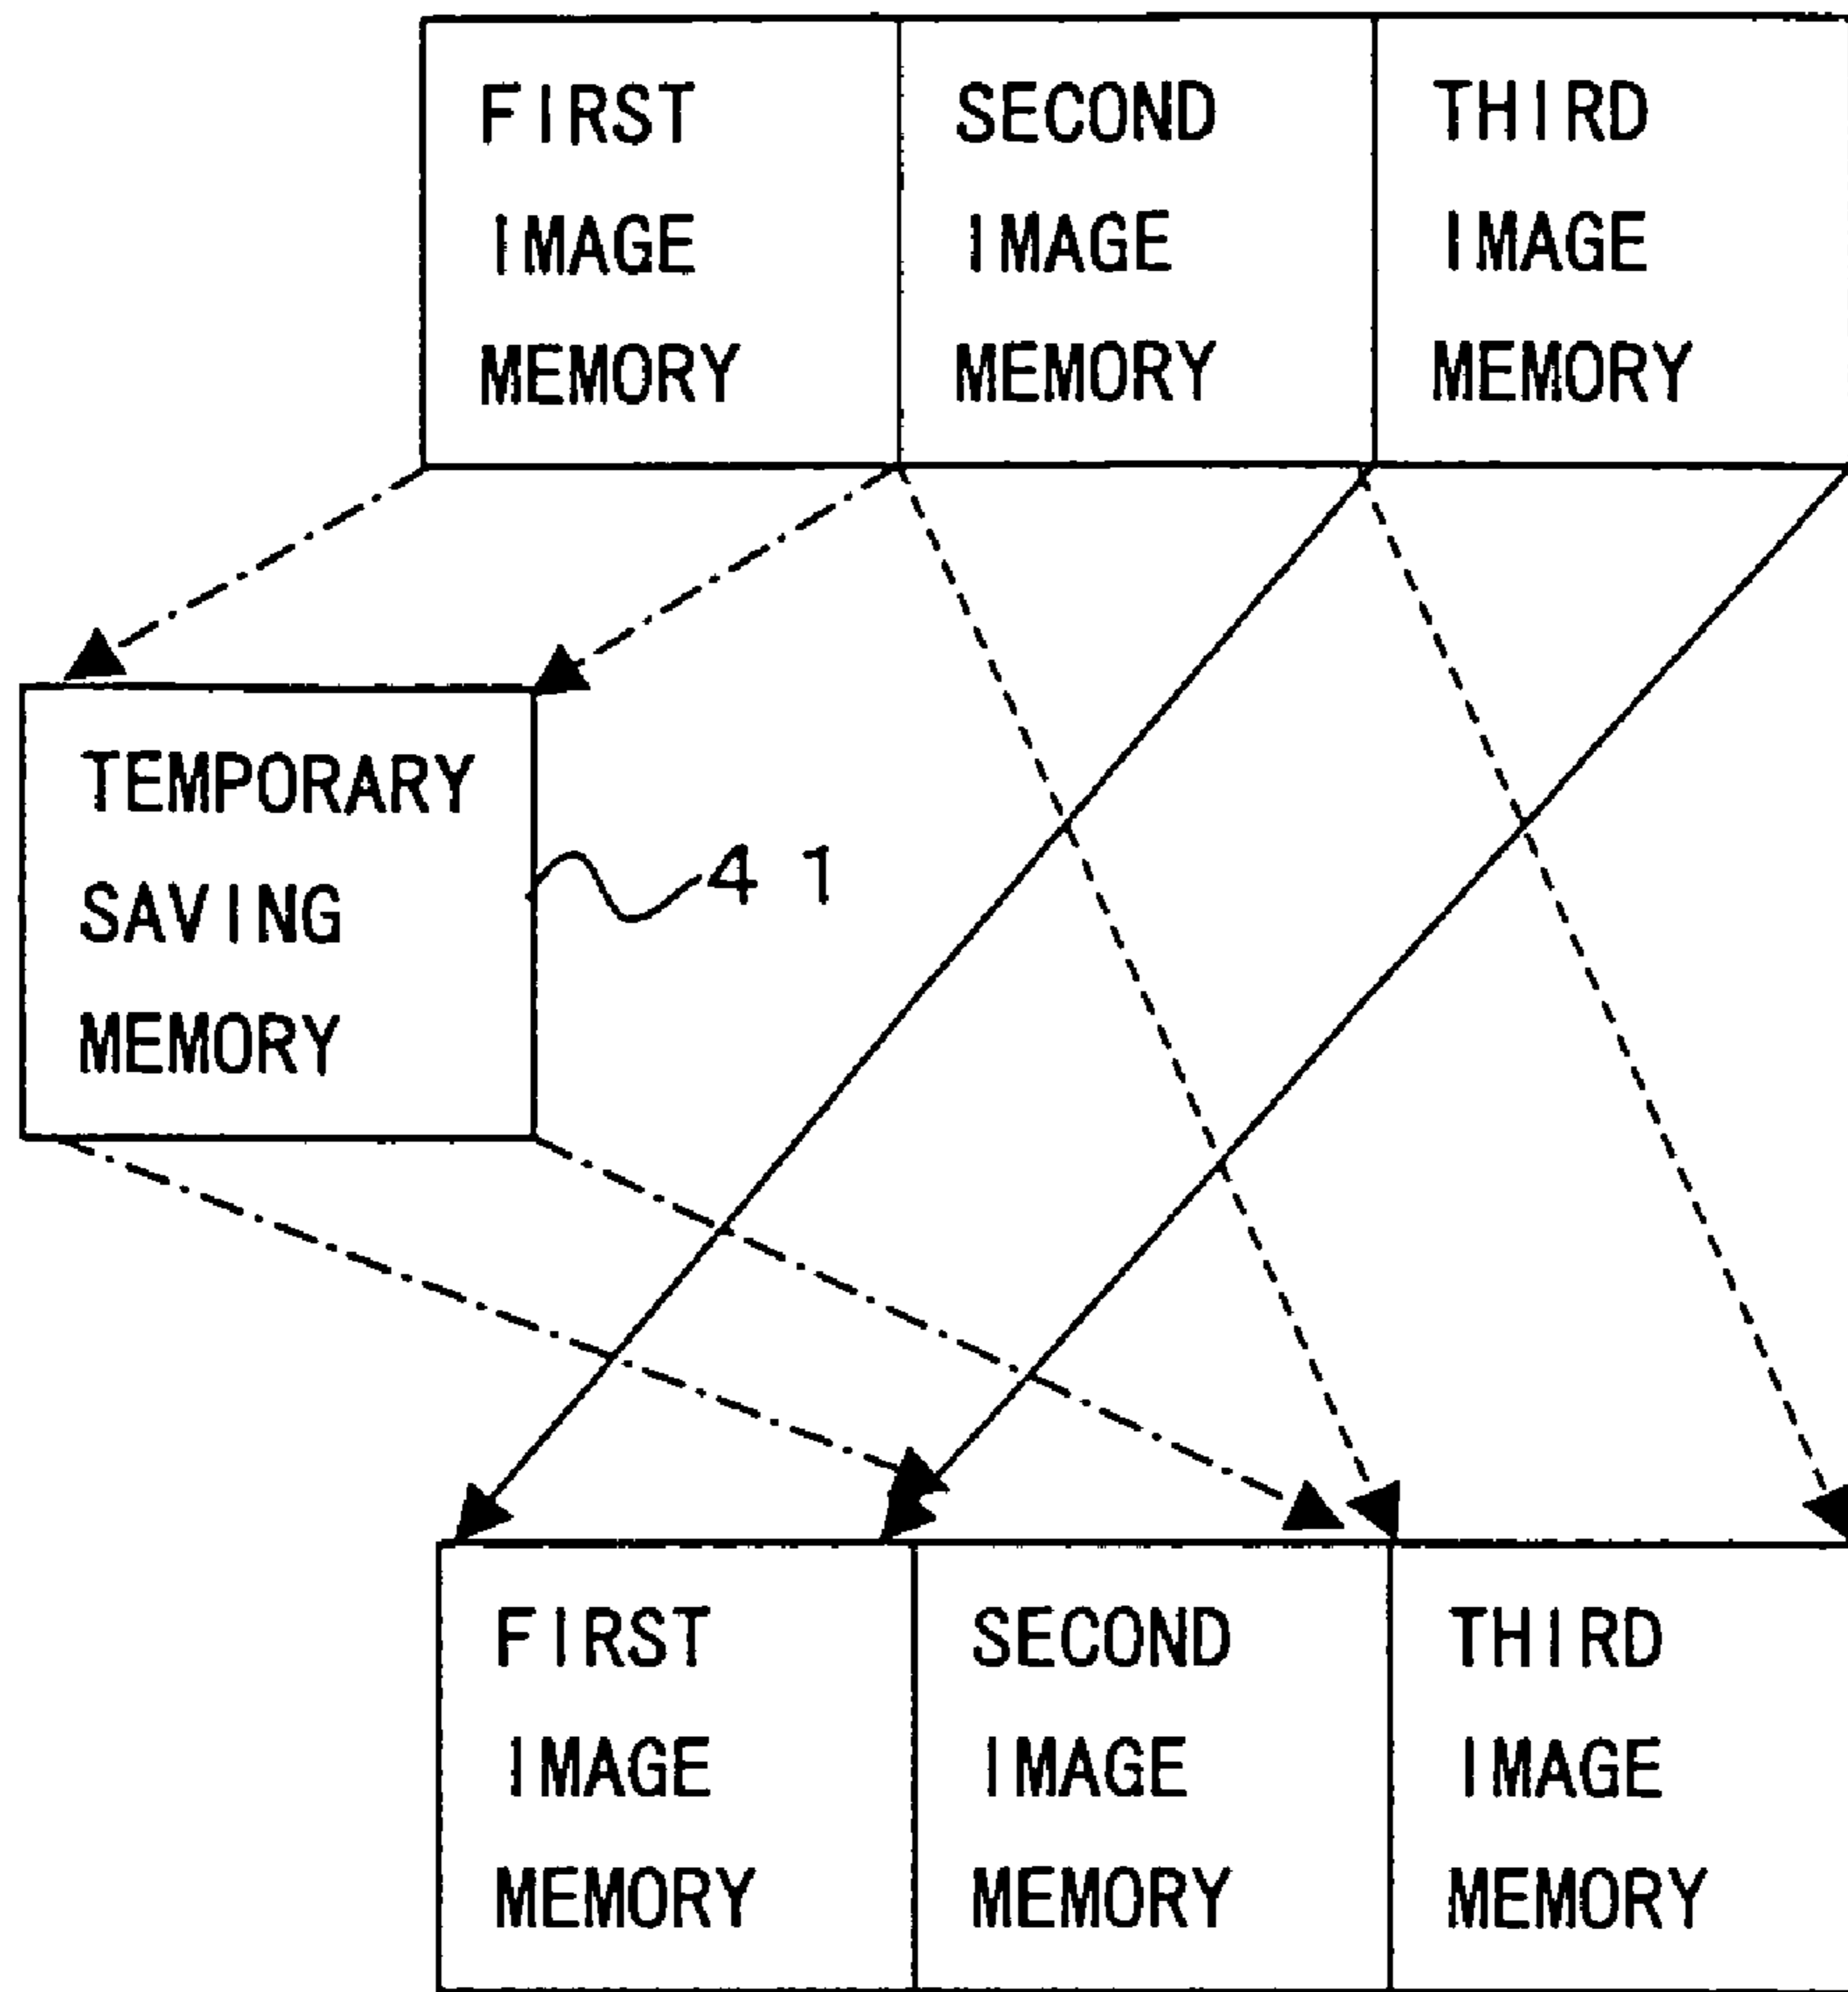 FIRST
IMAGE
MEMORY
SECOND
IMAGE
MEMORY
THIRD
IMAGE
MEMORY
TEMPORARY
SAVING
MEMORY
41
FIRST
IMAGE
MEMORY
SECOND
IMAGE
MEMORY
THIRD
IMAGE
MEMORY